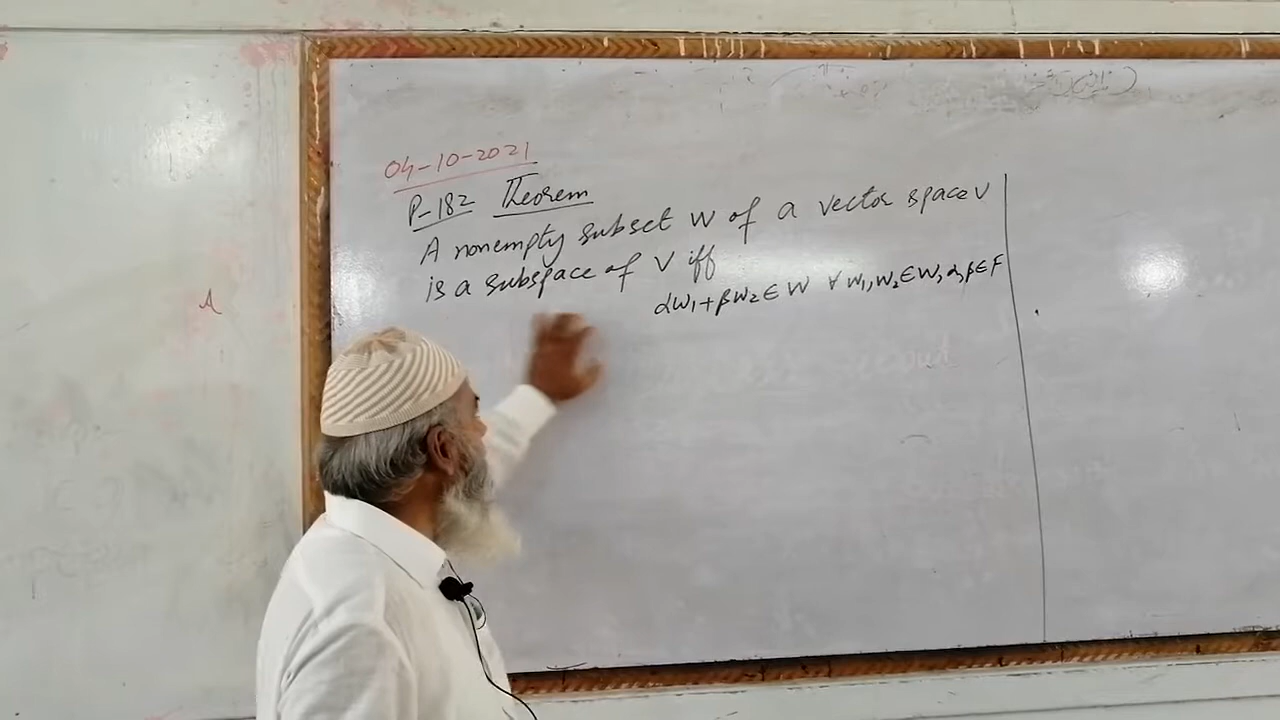 04-10-2021
P-182 Theorem
A nonempty subset W of a vector space V
is a subspace of V iff
αw₁+βw₂∈W ∀ w₁,w₂∈W, α,β∈F
A